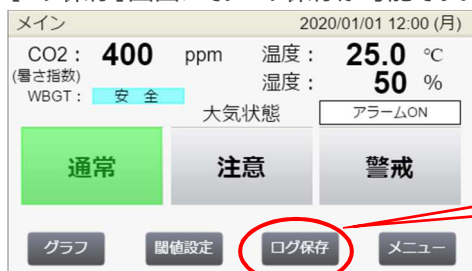 メイン 2020/01/01 12:00 (月)
CO2： 400 ppm 温度： 25.0 ℃
(暑さ指数)
WBGT： 安 全 湿度： 50 %
大気状態 アラームON
通常 注意 警戒
グラフ 閾値設定 ログ保存 メニュー